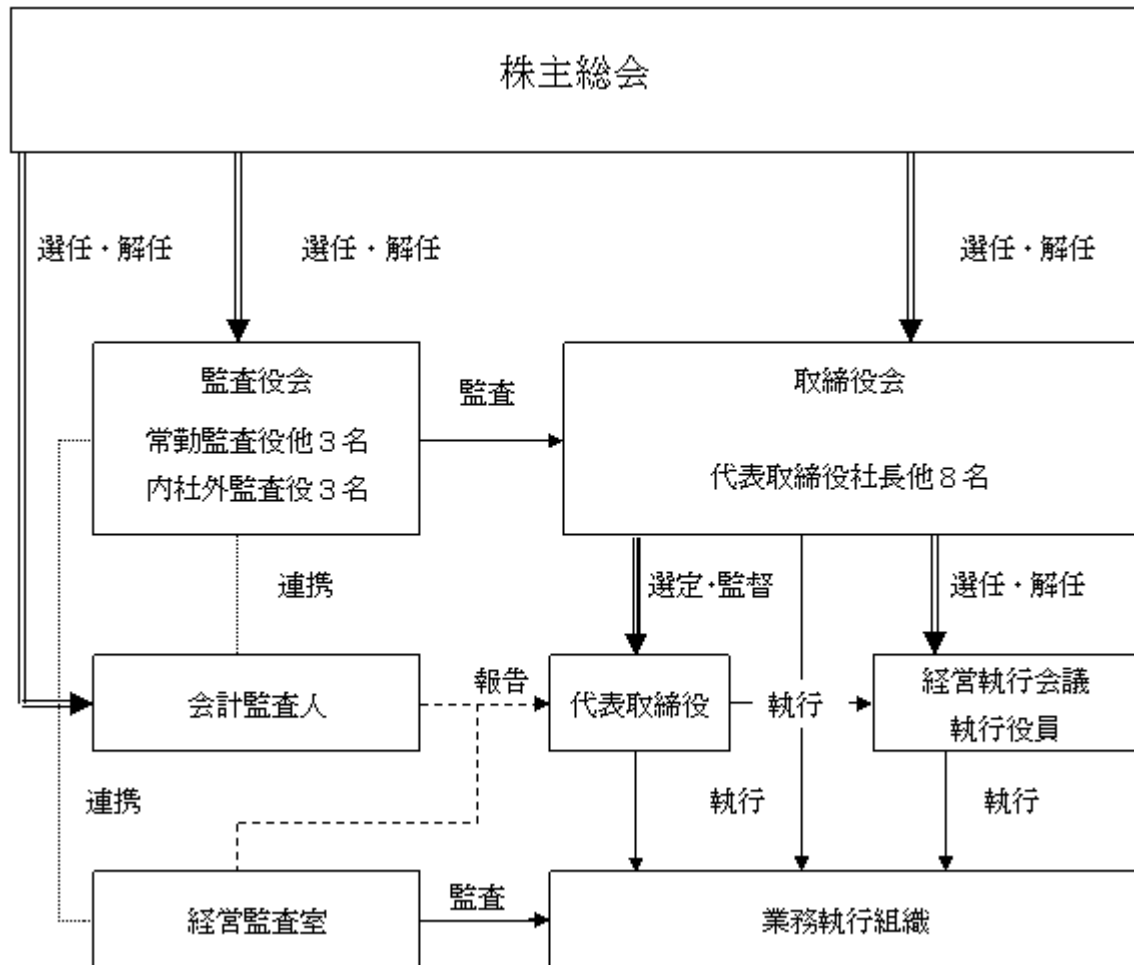 株主総会
選任・解任
選任・解任
選任・解任
監査役会
常勤監査役他３名
内社外監査役３名
監査
取締役会
代表取締役社長他８名
連携
選定・監督
選任・解任
会計監査人
報告
代表取締役
執行
経営執行会議
執行役員
連携
執行
執行
経営監査室
監査
業務執行組織